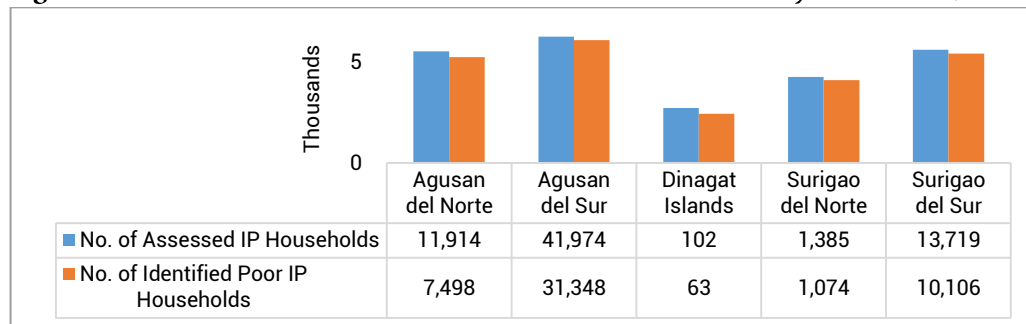 Thousands
5
0
Agusan del Norte
Agusan del Sur
Dinagat Islands
Surigao del Norte
Surigao del Sur
No. of Assessed IP Households 11,914 41,974 102 1,385 13,719
No. of Identified Poor IP Households 7,498 31,348 63 1,074 10,106